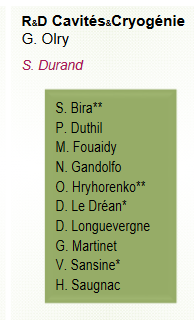 R&D Cavités&Cryogénie
G. Olry
S. Durand
S. Bira**
P. Duthil
M. Fouaidy
N. Gandolfo
O. Hryhorenko**
D. Le Dréan*
D. Longuevergne
G. Martinet
V. Sansine*
H. Saugnac